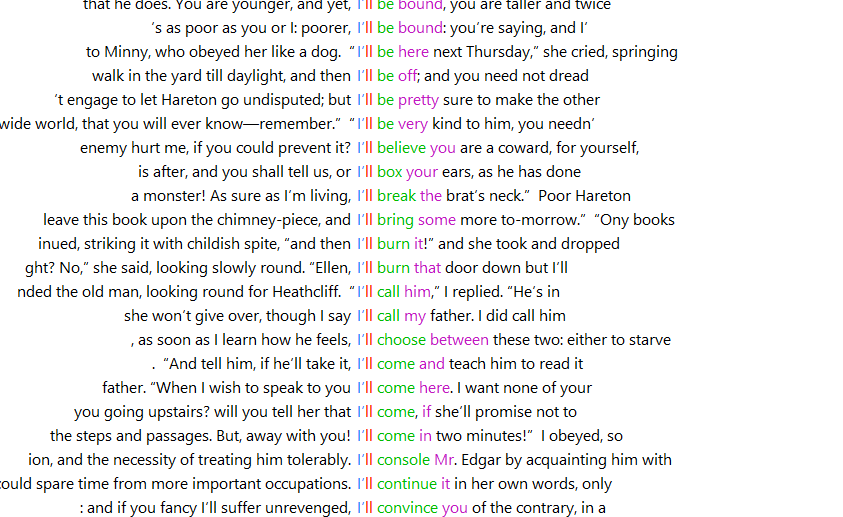 that he does. You are younger, and yet, I’ll be bound, you are taller and twice
’s as poor as you or I: poorer, I’ll be bound: you’re saying, and I’
to Minny, who obeyed her like a dog.  “I’ll be here next Thursday,” she cried, springing
walk in the yard till daylight, and then I’ll be off; and you need not dread
’t engage to let Hareton go undisputed; but I’ll be pretty sure to make the other
wide world, that you will ever know—remember.”  “I’ll be very kind to him, you needn’
enemy hurt me, if you could prevent it? I’ll believe you are a coward, for yourself,
is after, and you shall tell us, or I’ll box your ears, as he has done
a monster! As sure as I’m living, I’ll break the brat’s neck.”  Poor Hareton
leave this book upon the chimney-piece, and I’ll bring some more to-morrow.”  “Ony books
inued, striking it with childish spite, “and then I’ll burn it!” and she took and dropped
ght? No,” she said, looking slowly round. “Ellen, I’ll burn that door down but I’ll
nded the old man, looking round for Heathcliff.  “I’ll call him,” I replied. “He’s in
she won’t give over, though I say I’ll call my father. I did call him
, as soon as I learn how he feels, I’ll choose between these two: either to starve
.  “And tell him, if he’ll take it, I’ll come and teach him to read it
father. “When I wish to speak to you I’ll come here. I want none of your
you going upstairs? will you tell her that I’ll come, if she’ll promise not to
the steps and passages. But, away with you! I’ll come in two minutes!”  I obeyed, so
ion, and the necessity of treating him tolerably. I’ll console Mr. Edgar by acquainting him with
could spare time from more important occupations. I’ll continue it in her own words, only
: and if you fancy I’ll suffer unrevenged, I’ll convince you of the contrary, in a